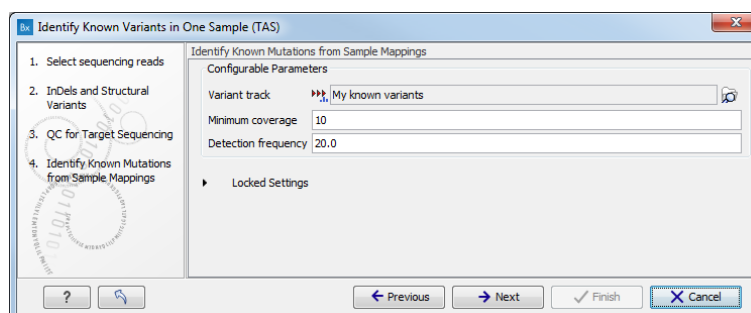 Bx Identify Known Variants in One Sample (TAS)
X
1. Select sequencing reads
2. InDels and Structural
Variants
3. QC for Target Sequencing
4. Identify Known Mutations
from Sample Mappings
Identify Known Mutations from Sample Mappings
Configurable Parameters
Variant track My known variants
Minimum coverage 10
Detection frequency 20.0
Locked Settings
?
Previous
Next
Finish
Cancel